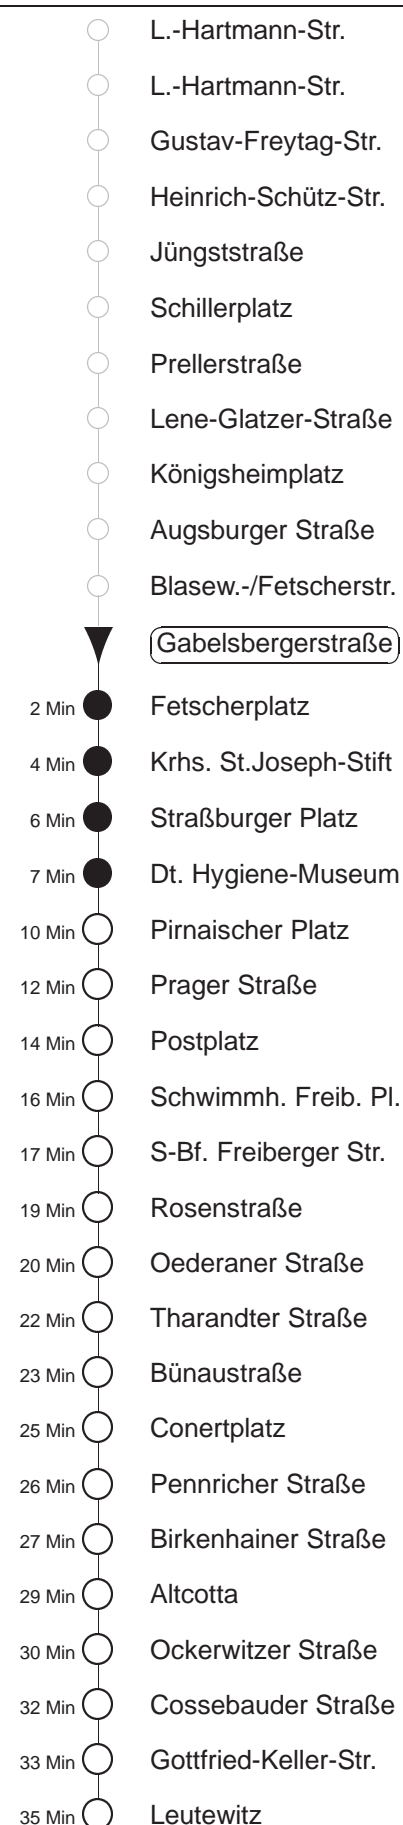 L.-Hartmann-Str.
L.-Hartmann-Str.
Gustav-Freytag-Str.
Heinrich-Schütz-Str.
Jüngststraße
Schillerplatz
Prellerstraße
Lene-Glatzer-Straße
Königsheimplatz
Augsburger Straße
Blasew.-/Fetscherstr.
Gabelsbergerstraße
2 Min Fetscherplatz
4 Min Krhs. St.Joseph-Stift
6 Min Straßburger Platz
7 Min Dt. Hygiene-Museum
10 Min Pirnaischer Platz
12 Min Prager Straße
14 Min Postplatz
16 Min Schwimmh. Freib. Pl.
17 Min S-Bf. Freiberger Str.
19 Min Rosenstraße
20 Min Oederaner Straße
22 Min Tharandter Straße
23 Min Bünaustraße
25 Min Conertplatz
26 Min Pennricher Straße
27 Min Birkenhainer Straße
29 Min Altcotta
30 Min Ockerwitzer Straße
32 Min Cossebauder Straße
33 Min Gottfried-Keller-Str.
35 Min Leutewitz